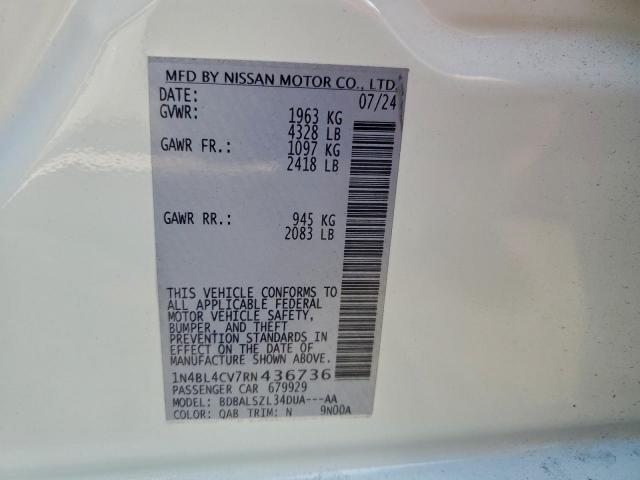 MFD BY NISSAN MOTOR CO., LTD.
DATE: 07/24
GVWR: 1963 KG
4328 LB
GAWR FR.: 1097 KG
2418 LB
GAWR RR.: 945 KG
2083 LB
THIS VEHICLE CONFORMS TO
ALL APPLICABLE FEDERAL
MOTOR VEHICLE SAFETY,
BUMPER, AND THEFT
PREVENTION STANDARDS IN
EFFECT ON THE DATE OF
MANUFACTURE SHOWN ABOVE.
1N4BL4CV7RN436736
PASSENGER CAR 679929
MODEL: BDBALSZL34DUA---AA
COLOR: QAB TRIM: N 9N00A